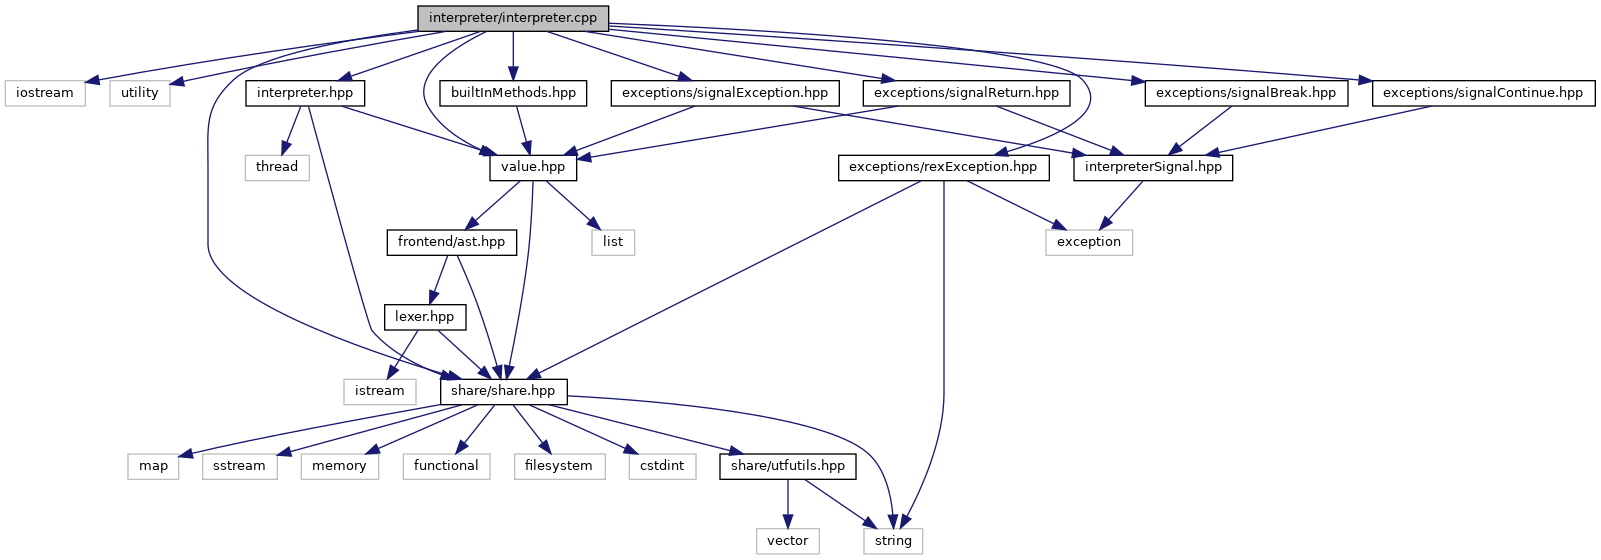 interpreter/interpreter.cpp
iostream
utility
interpreter.hpp
builtInMethods.hpp
exceptions/signalException.hpp
exceptions/signalReturn.hpp
exceptions/signalBreak.hpp
exceptions/signalContinue.hpp
thread
value.hpp
exceptions/rexException.hpp
interpreterSignal.hpp
frontend/ast.hpp
list
exception
lexer.hpp
istream
share/share.hpp
map
sstream
memory
functional
filesystem
cstdint
share/utfutils.hpp
vector
string